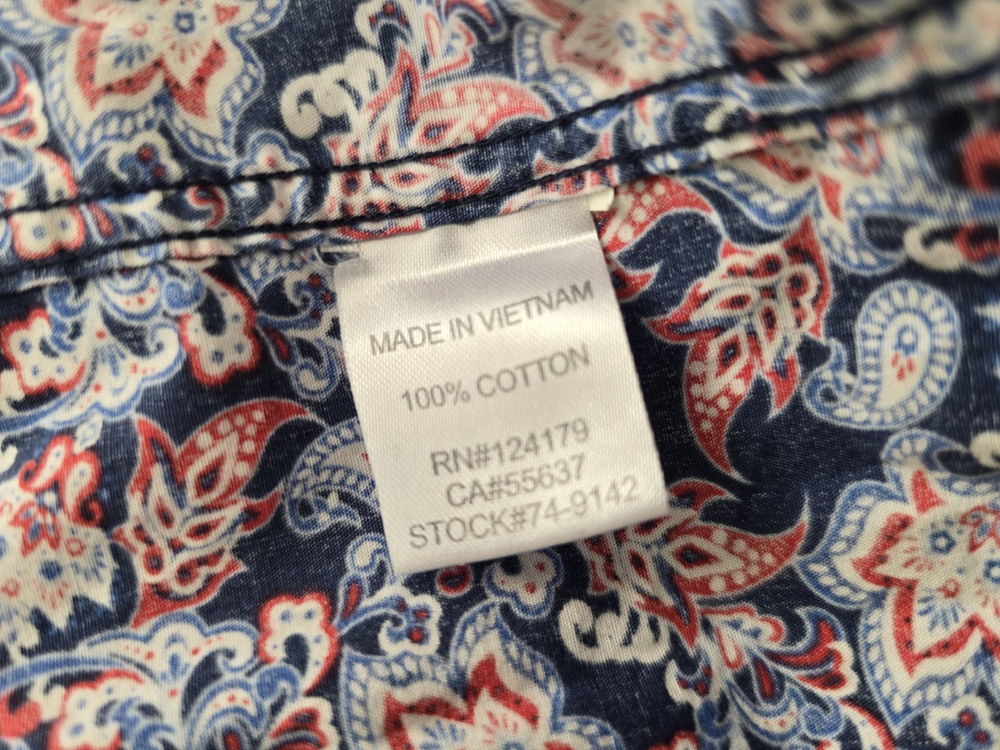 MADE IN VIETNAM
100% COTTON
RN#124179
CA#55637
STOCK#74-9142